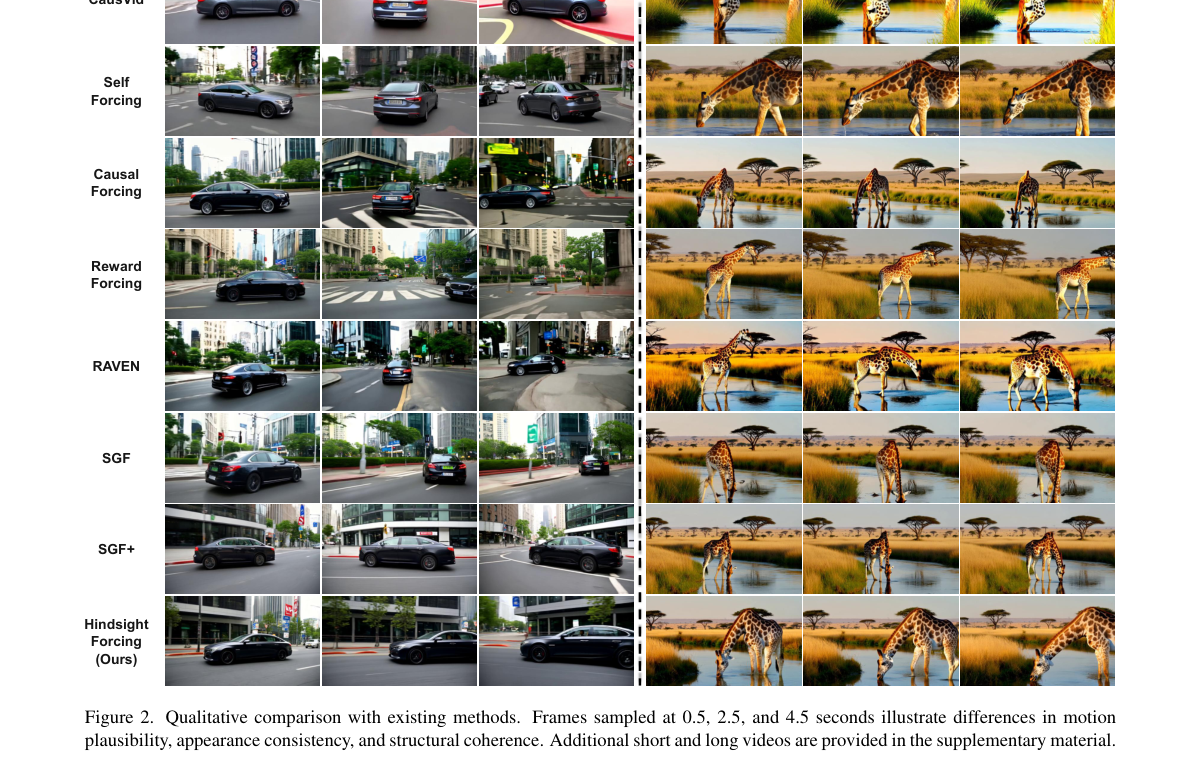 CausVid
Self
Forcing
Causal
Forcing
Reward
Forcing
RAVEN
SGF
SGF+
Hindsight
Forcing
(Ours)
Figure 2. Qualitative comparison with existing methods. Frames sampled at 0.5, 2.5, and 4.5 seconds illustrate differences in motion
plausibility, appearance consistency, and structural coherence. Additional short and long videos are provided in the supplementary material.